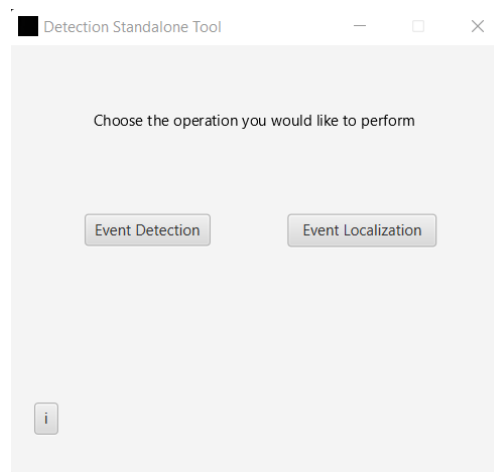 Detection Standalone Tool
Choose the operation you would like to perform
Event Detection
Event Localization
i